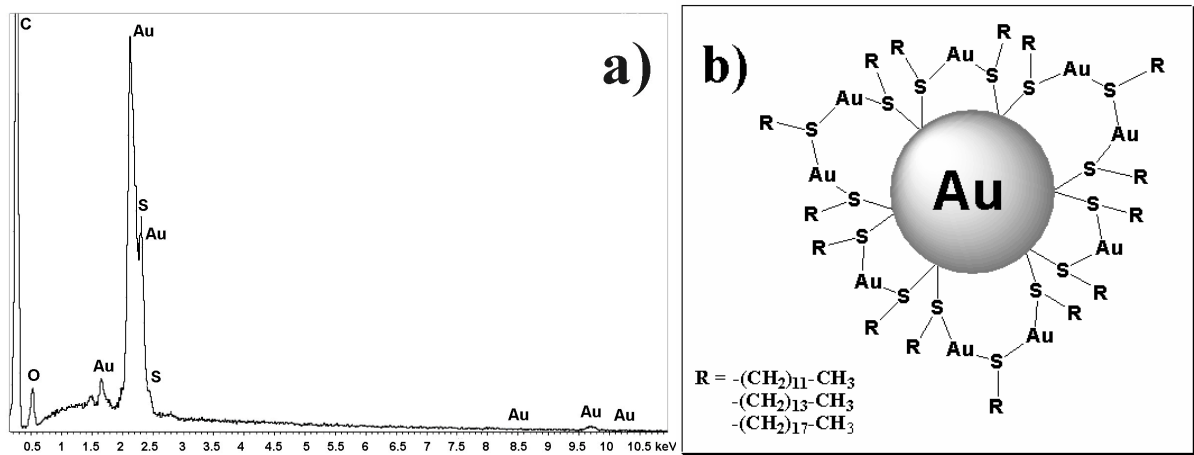 C
Au
a)
S
Au
O
Au
S
Au
Au Au
0.5 1 1.5 2 2.5 3 3.5 4 4.5 5 5.5 6 6.5 7 7.5 8 8.5 9 9.5 10 10.5 keV
b)
R R Au R R
R S S S Au S R
Au S
R S Au
Au S R
R S S R
R S Au
Au S R
S S R
R S Au
R Au S
R
Au
R = -(CH2)11-CH3
-(CH2)13-CH3
-(CH2)17-CH3